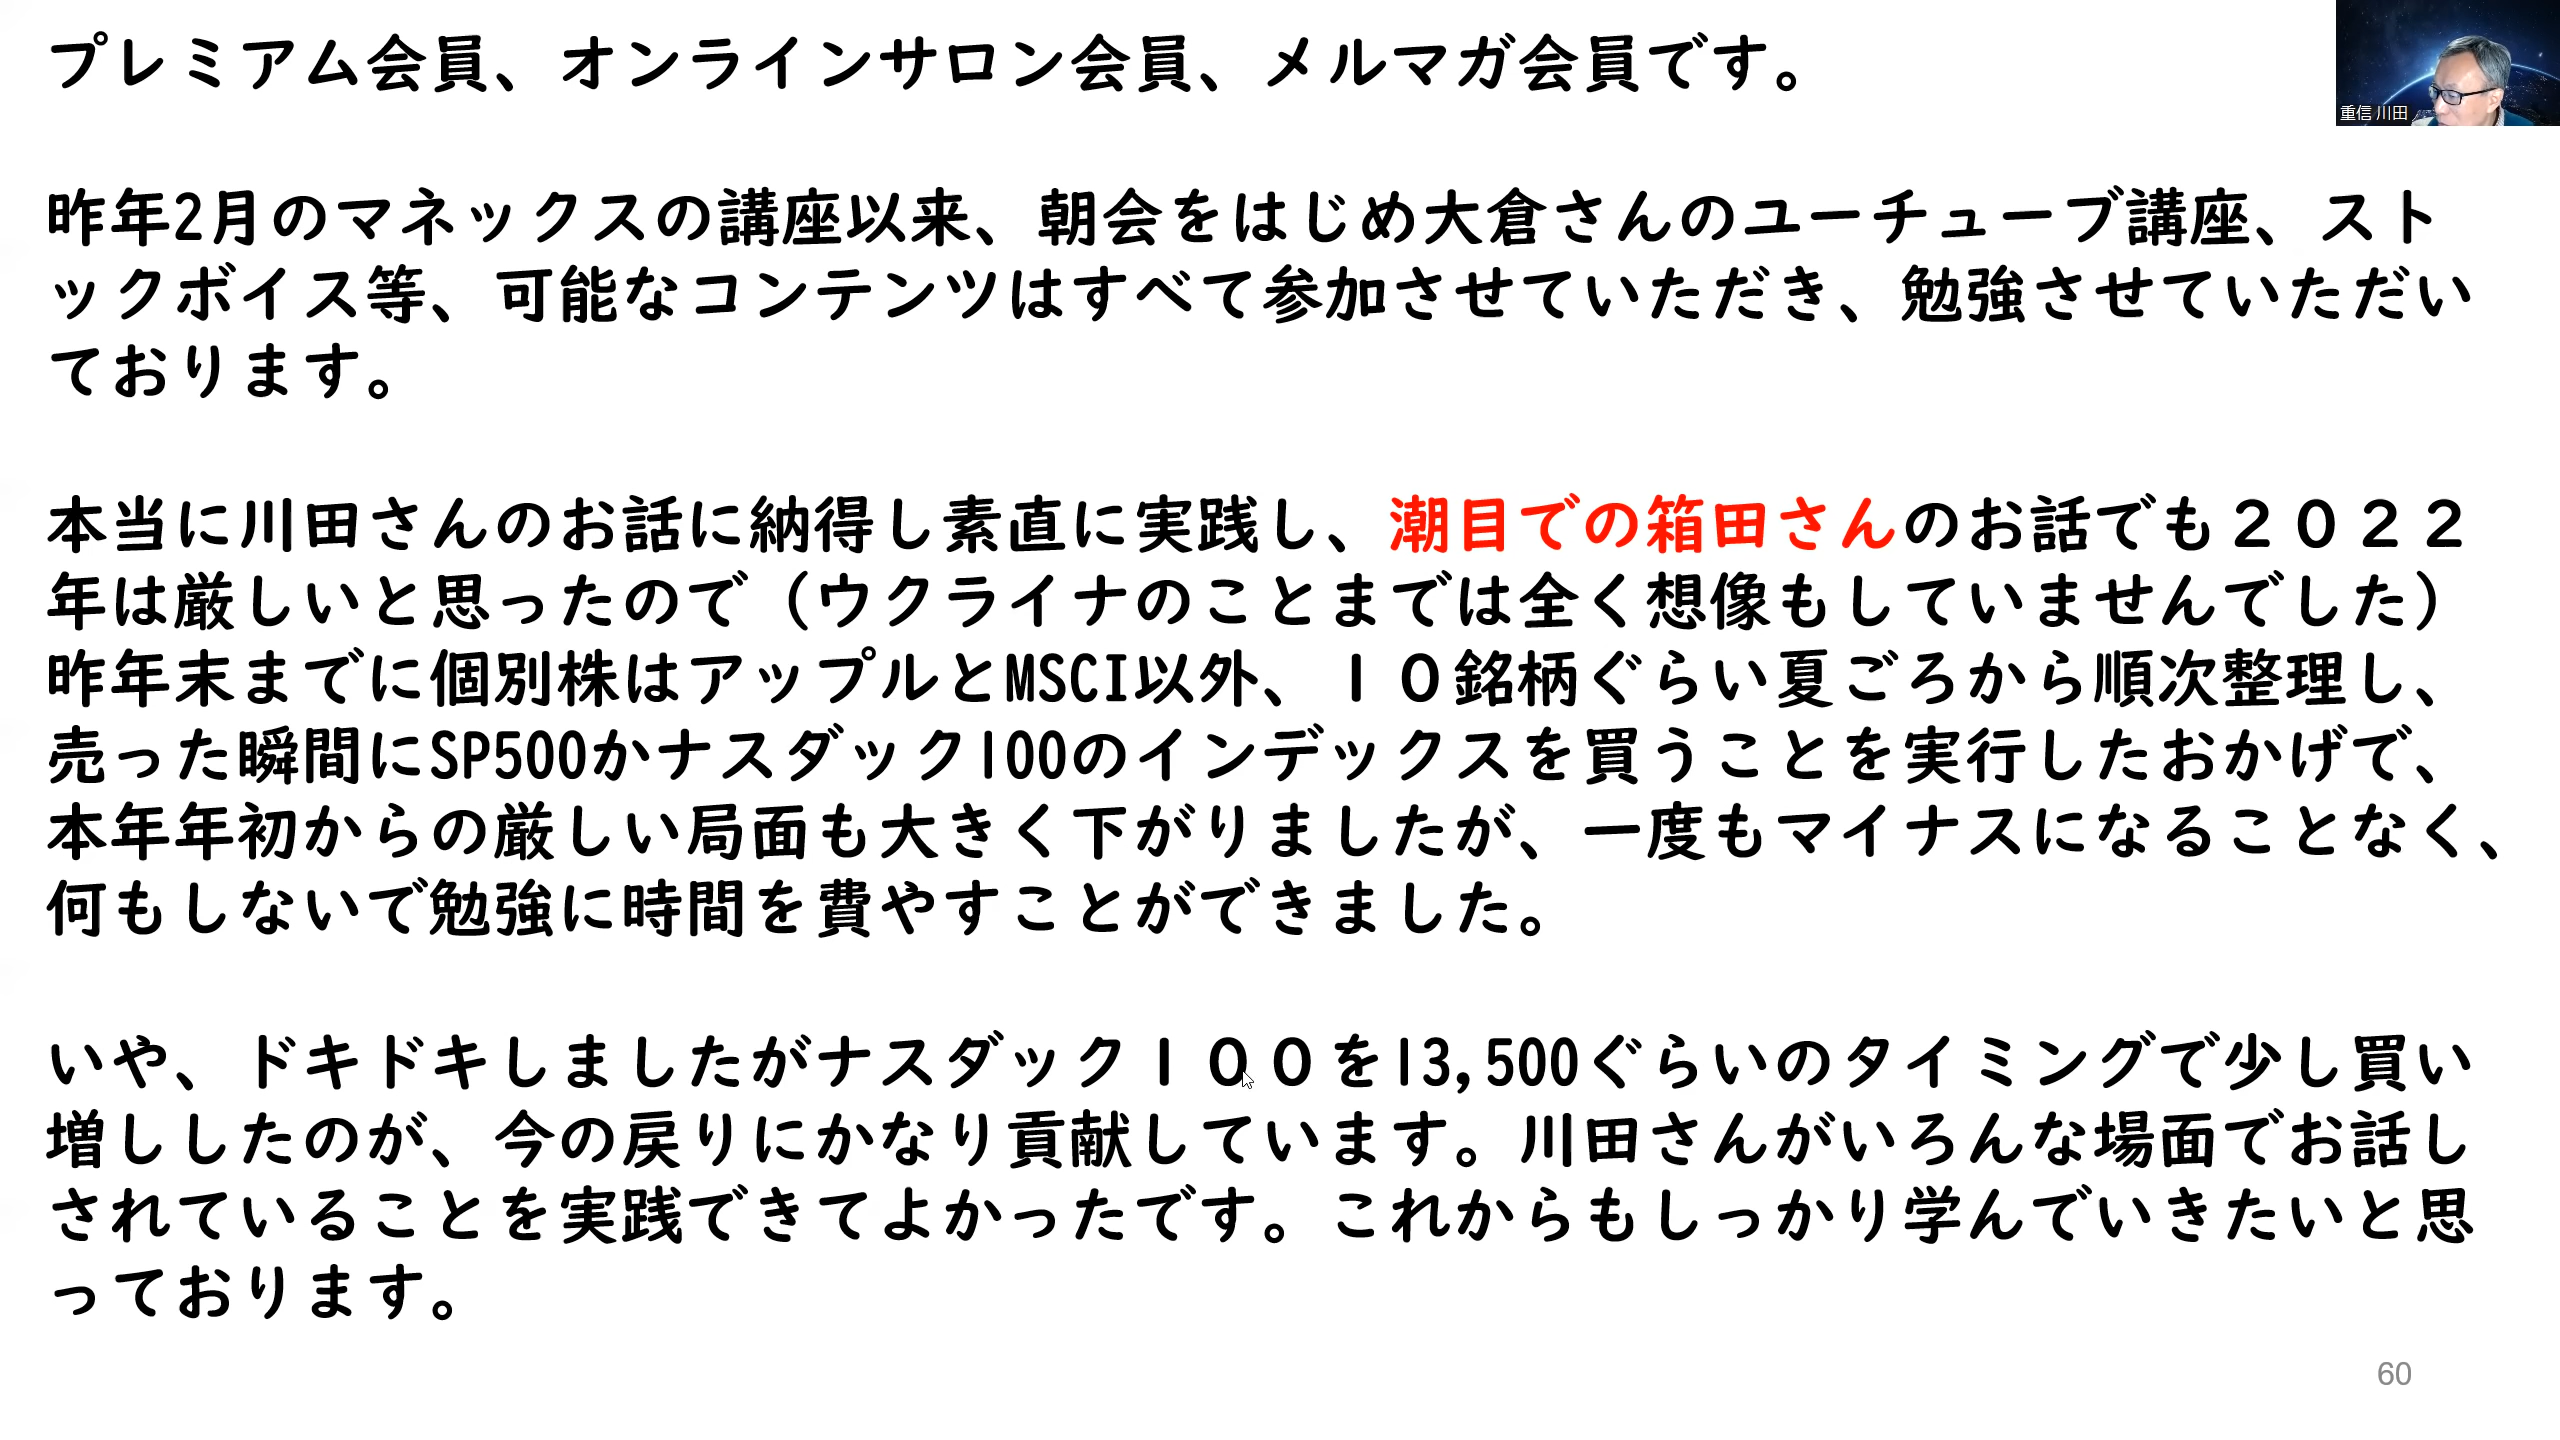 プレミアム会員、オンラインサロン会員、メルマガ会員です。
重信 川田
昨年2月のマネックスの講座以来、朝会をはじめ大倉さんのユーチューブ講座、スト
ックボイス等、可能なコンテンツはすべて参加させていただき、勉強させていただい
ております。
本当に川田さんのお話に納得し素直に実践し、潮目での箱田さんのお話でも２０２２
年は厳しいと思ったので（ウクライナのことまでは全く想像もしていませんでした）
昨年末までに個別株はアップルとMSCI以外、１０銘柄ぐらい夏ごろから順次整理し、
売った瞬間にSP500かナスダック100のインデックスを買うことを実行したおかげで、
本年年初からの厳しい局面も大きく下がりましたが、一度もマイナスになることなく、
何もしないで勉強に時間を費やすことができました。
いや、ドキドキしましたがナスダック１００を13,500ぐらいのタイミングで少し買い
増ししたのが、今の戻りにかなり貢献しています。川田さんがいろんな場面でお話し
されていることを実践できてよかったです。これからもしっかり学んでいきたいと思
っております。
60